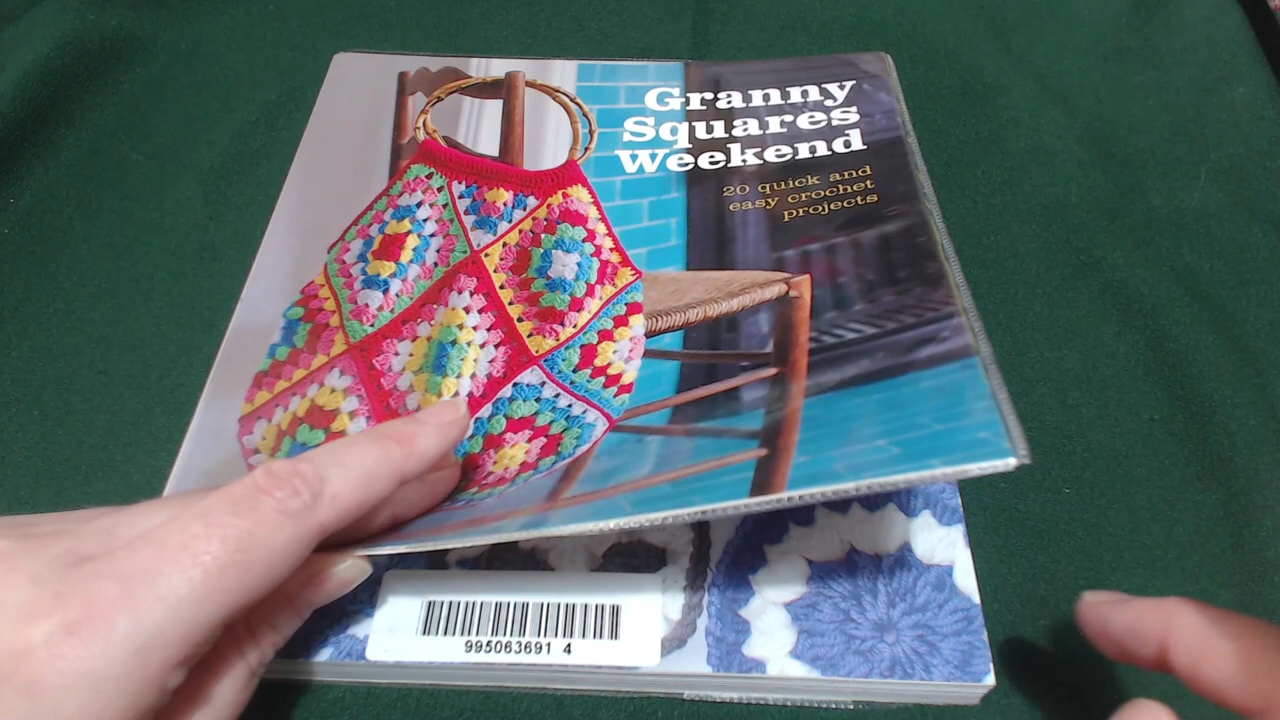 Granny
Squares
Weekend
20 quick and
easy crochet
projects
995063691 4